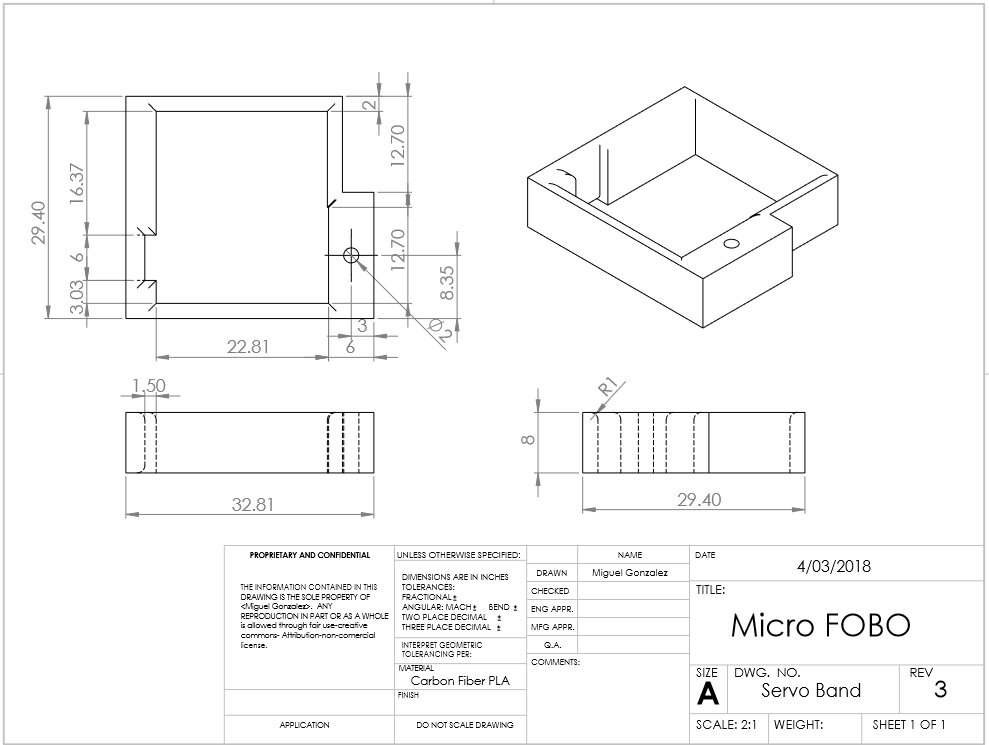 2
12.70
16.37
29.40
6
12.70
8.35
3.03
3
Ø2
22.81
6
1.50
R1
8
32.81
29.40
PROPRIETARY AND CONFIDENTIAL
THE INFORMATION CONTAINED IN THIS
DRAWING IS THE SOLE PROPERTY OF
<Miguel Gonzalez>. ANY
REPRODUCTION IN PART OR AS A WHOLE
is allowed through fair use-creative
commons- Attribution-non-comercial
license.
APPLICATION
UNLESS OTHERWISE SPECIFIED:
DIMENSIONS ARE IN INCHES
TOLERANCES:
FRACTIONAL±
ANGULAR: MACH± BEND ±
TWO PLACE DECIMAL ±
THREE PLACE DECIMAL ±
INTERPRET GEOMETRIC
TOLERANCING PER:
MATERIAL
Carbon Fiber PLA
FINISH
DO NOT SCALE DRAWING
NAME
DRAWN Miguel Gonzalez
CHECKED
ENG APPR.
MFG APPR.
Q.A.
COMMENTS:
DATE
4/03/2018
TITLE:
Micro FOBO
SIZE DWG. NO. REV
A Servo Band 3
SCALE: 2:1 WEIGHT: SHEET 1 OF 1